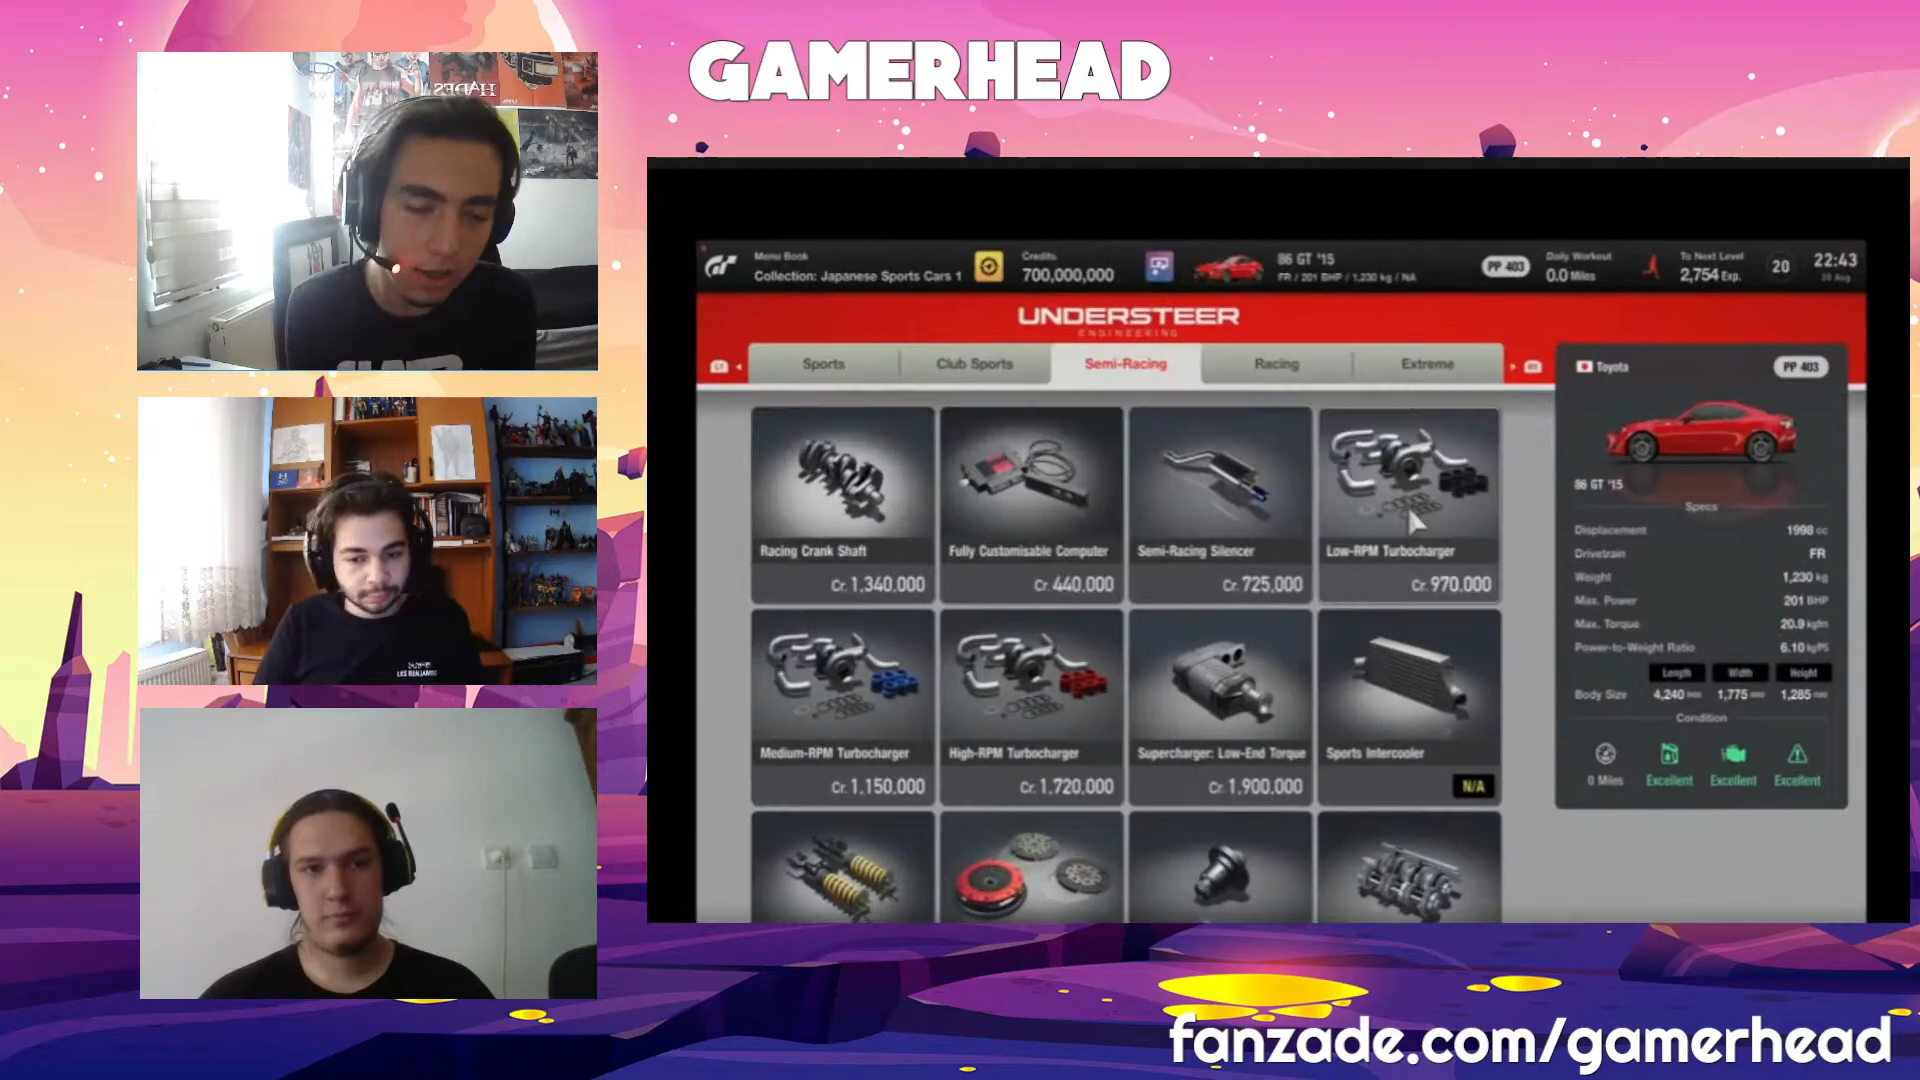 GAMERHEAD
HADES
Menu Book
Collection: Japanese Sports Cars 1
Credits
700,000,000
86 GT '15
FR / 201 BHP / 1,230 kg / NA
PP 403
Daily Workout
0.0 Miles
To Next Level
2,754 Exp.
20
22:43
20 Aug
UNDERSTEER
ENGINEERING
L1
Sports
Club Sports
Semi-Racing
Racing
Extreme
R1
Racing Crank Shaft
Cr. 1,340,000
Fully Customisable Computer
Cr. 440,000
Semi-Racing Silencer
Cr. 725,000
Low-RPM Turbocharger
Cr. 970,000
Medium-RPM Turbocharger
Cr. 1,150,000
High-RPM Turbocharger
Cr. 1,720,000
Supercharger: Low-End Torque
Cr. 1,900,000
Sports Intercooler
N/A
Toyota
PP 403
86 GT '15
Specs
Displacement 1998 cc
Drivetrain FR
Weight 1,230 kg
Max. Power 201 BHP
Max. Torque 20.9 kgfm
Power-to-Weight Ratio 6.10 kg/PS
Length Width Height
Body Size 4,240 mm 1,775 mm 1,285 mm
Condition
0 Miles Excellent Excellent Excellent
LES BENJAMINS
fanzade.com/gamerhead